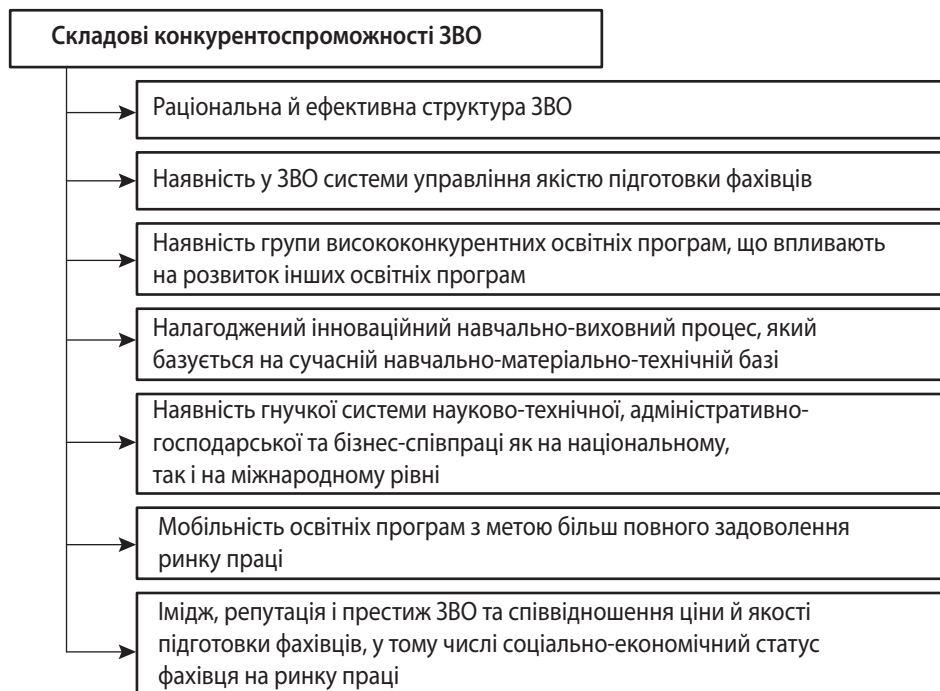 Складові конкурентоспроможності ЗВО
Раціональна й ефективна структура ЗВО
Наявність у ЗВО системи управління якістю підготовки фахівців
Наявність групи висококонкурентних освітніх програм, що впливають
на розвиток інших освітніх програм
Налагоджений інноваційний навчально-виховний процес, який
базується на сучасній навчально-матеріально-технічній базі
Наявність гнучкої системи науково-технічної, адміністративно-
господарської та бізнес-співпраці як на національному,
так і на міжнародному рівні
Мобільність освітніх програм з метою більш повного задоволення
ринку праці
Імідж, репутація і престиж ЗВО та співвідношення ціни й якості
підготовки фахівців, у тому числі соціально-економічний статус
фахівця на ринку праці